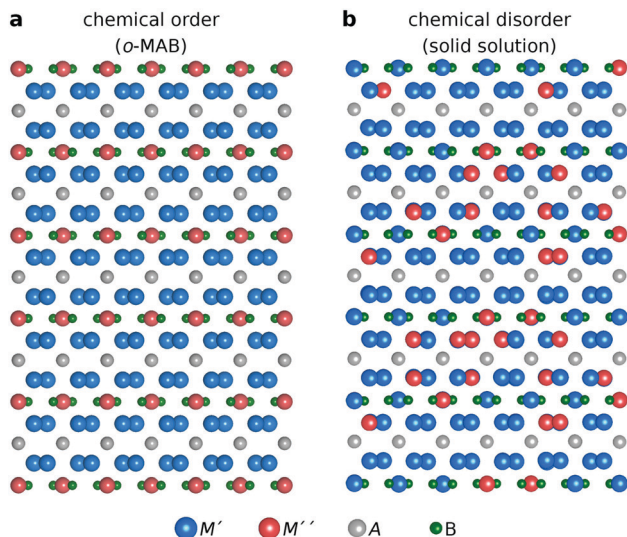 a
chemical order
(o-MAB)
b
chemical disorder
(solid solution)
M′ M′′ A B